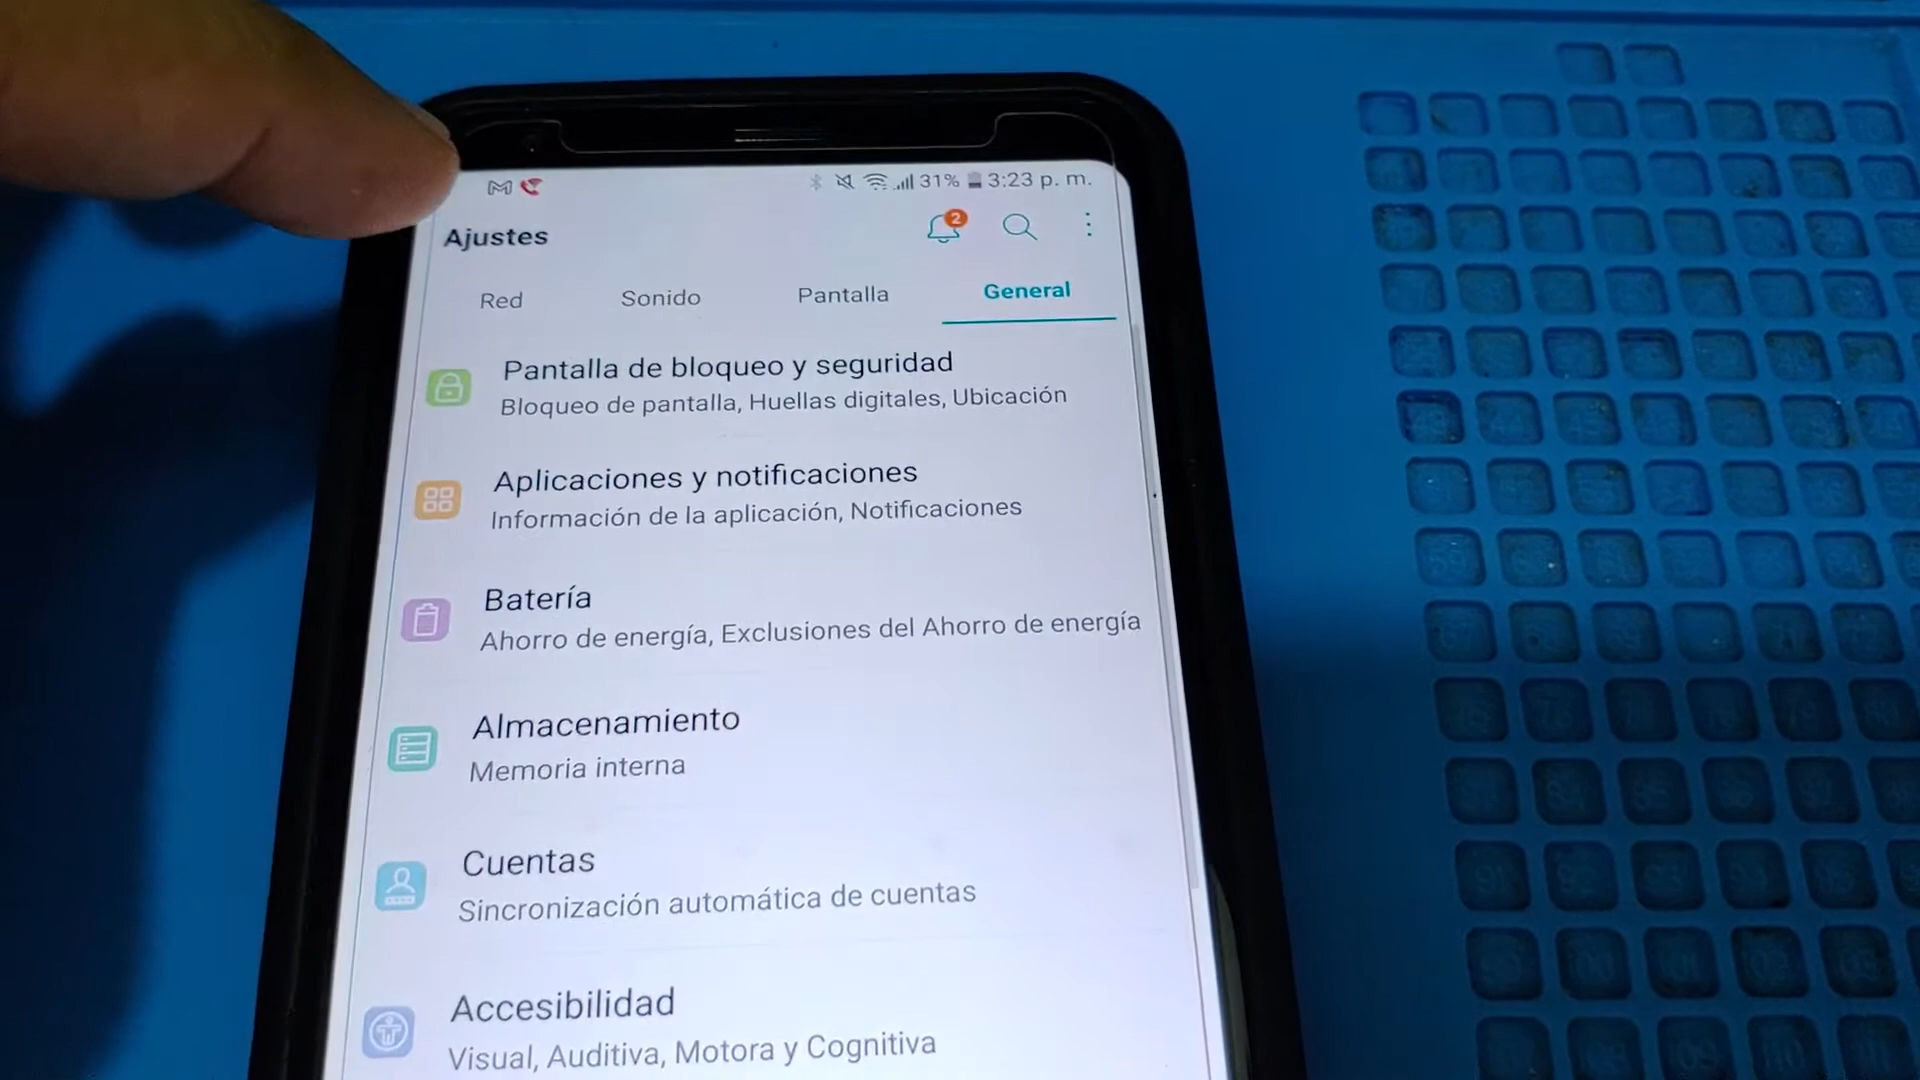 31% 3:23 p. m.
Ajustes
2
Red Sonido Pantalla General
Pantalla de bloqueo y seguridad
Bloqueo de pantalla, Huellas digitales, Ubicación
Aplicaciones y notificaciones
Información de la aplicación, Notificaciones
Batería
Ahorro de energía, Exclusiones del Ahorro de energía
Almacenamiento
Memoria interna
Cuentas
Sincronización automática de cuentas
Accesibilidad
Visual, Auditiva, Motora y Cognitiva